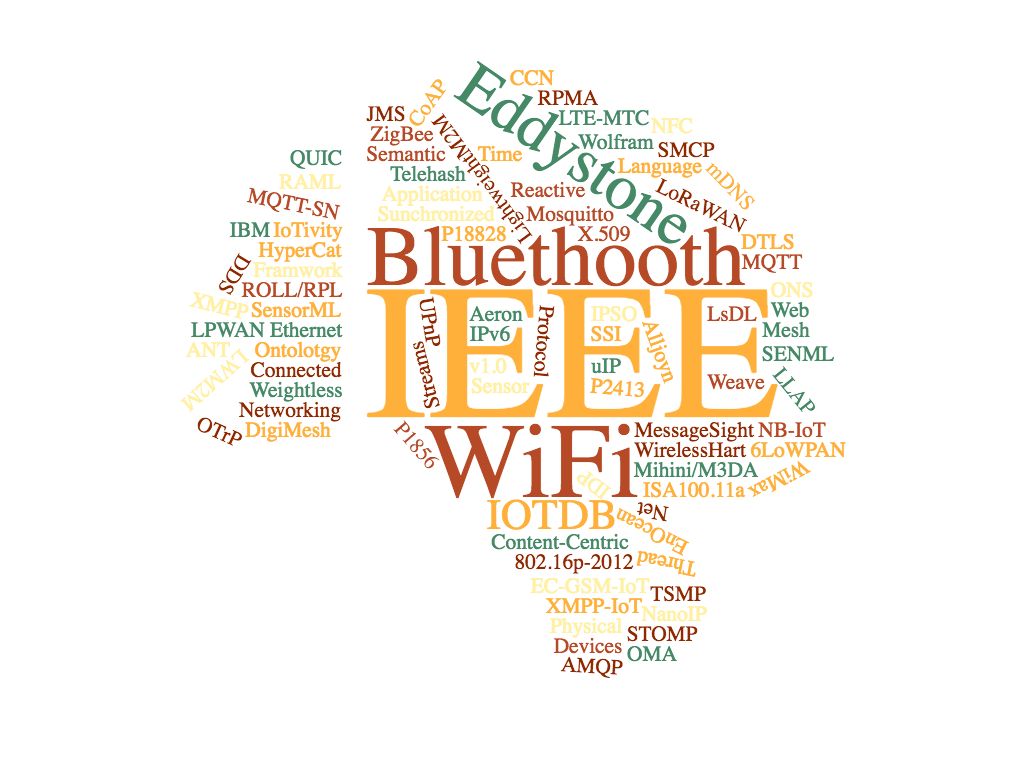 CCN
CoAP
Eddystone
RPMA
JMS
LTE-MTC
NFC
ZigBee
LightweightM2M
Wolfram
SMCP
Semantic
Time
QUIC
Language
mDNS
Telehash
RAML
Application
Reactive
LoRaWAN
MQTT-SN
Sunchronized
Mosquitto
IBM IoTivity
P18828
X.509
DTLS
HyperCat
Bluethooth
MQTT
DDS
Framwork
ROLL/RPL
IEEE
ONS
XMPP
SensorML
UPnP
Aeron
Protocol
IPSO
LsDL
Web
LPWAN Ethernet
IPv6
SSI
Alljoyn
Mesh
ANT
Ontolotgy
SENML
LWM2M
Connected
Streams
v1.0
uIP
Weightless
Sensor
P2413
Weave
LLAP
Networking
OTrP
DigiMesh
P1856
WiFi
MessageSight
NB-IoT
WirelessHart
6LoWPAN
Mihini/M3DA
WiMax
IDP
ISA100.11a
IOTDB
Net
EnOcean
Content-Centric
802.16p-2012
Thread
EC-GSM-IoT
TSMP
XMPP-IoT
NanoIP
Physical
STOMP
Devices
OMA
AMQP